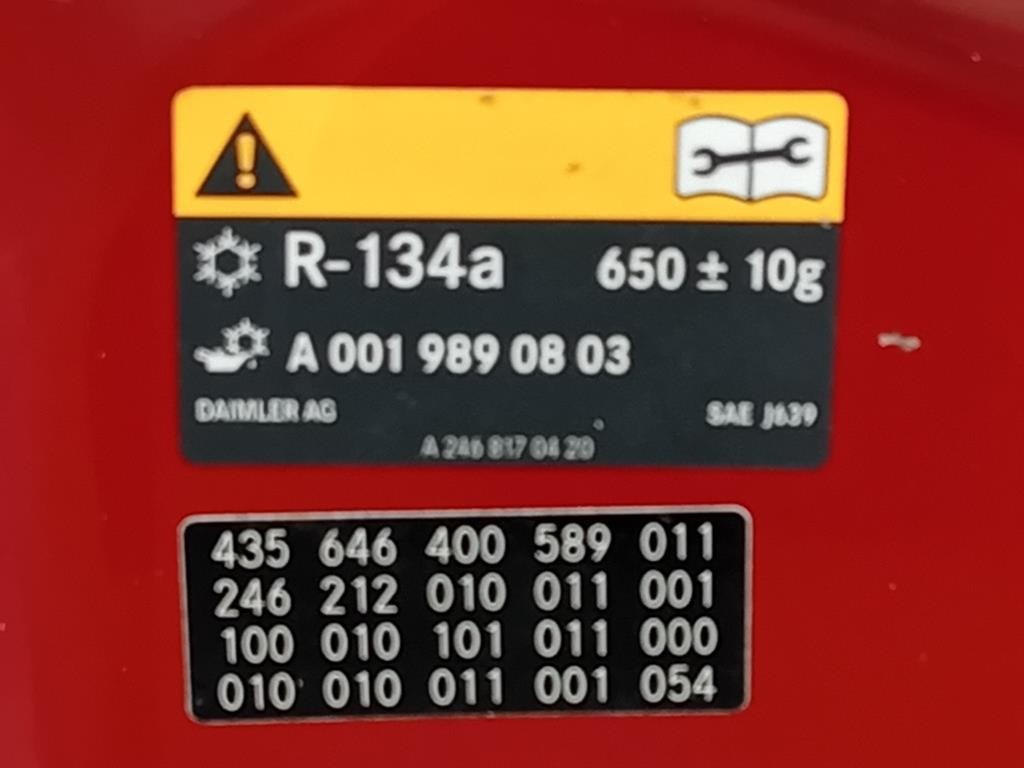 R-134a 650 ± 10g
A 001 989 08 03
DAIMLER AG SAE J639
A 246 817 04 20
435 646 400 589 011
246 212 010 011 001
100 010 101 011 000
010 010 011 001 054